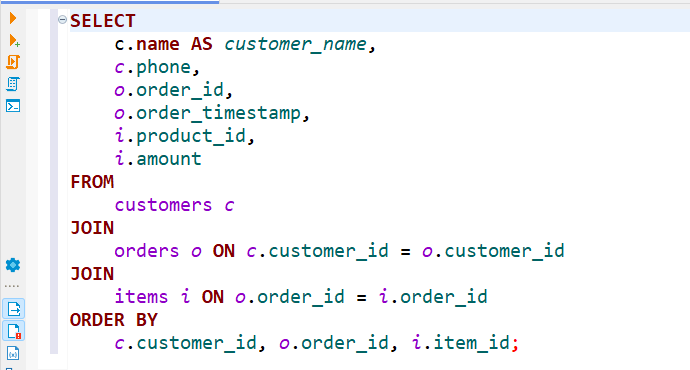 SELECT
c.name AS customer_name,
c.phone,
o.order_id,
o.order_timestamp,
i.product_id,
i.amount
FROM
customers c
JOIN
orders o ON c.customer_id = o.customer_id
JOIN
items i ON o.order_id = i.order_id
ORDER BY
c.customer_id, o.order_id, i.item_id;